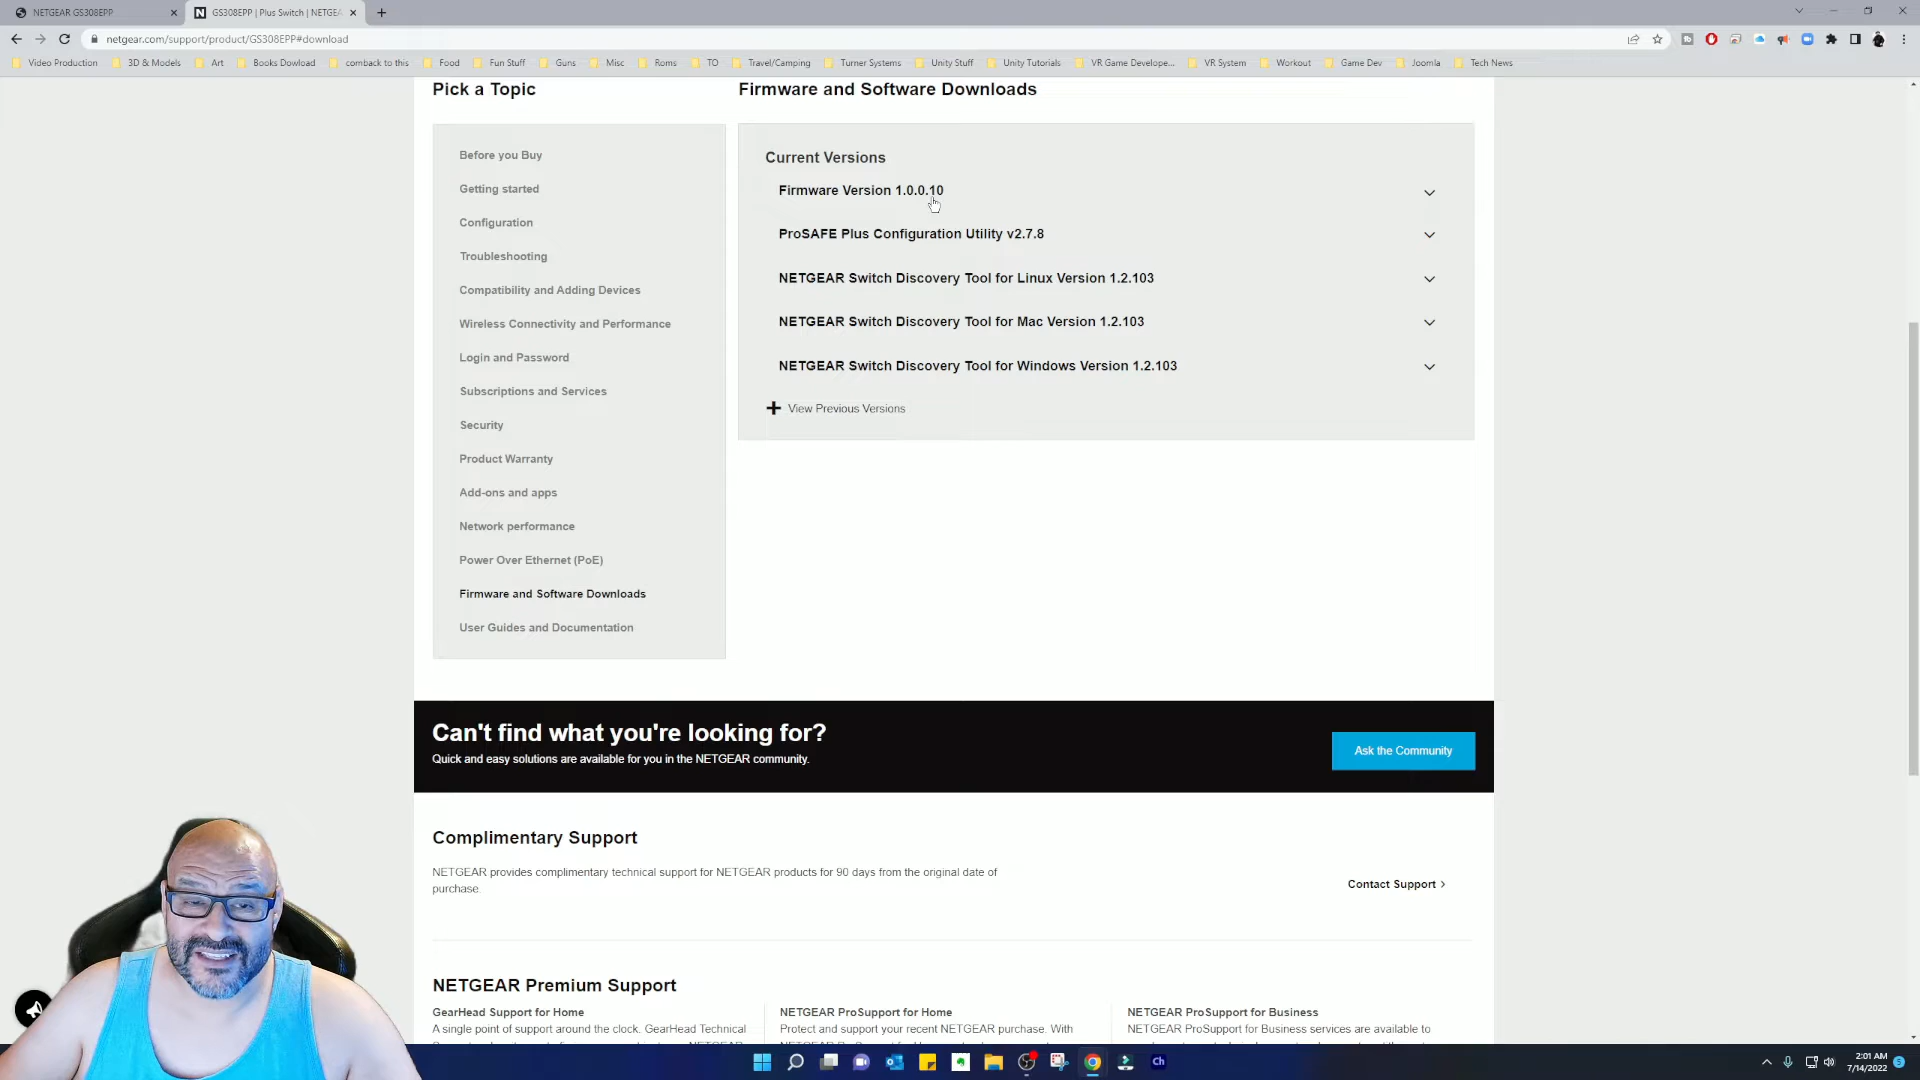 NETGEAR GS308EPP
GS308EPP | Plus Switch | NETGEA
netgear.com/support/product/GS308EPP#download
Video Production
3D & Models
Art
Books Dowload
comback to this
Food
Fun Stuff
Guns
Misc
Roms
TO
Travel/Camping
Turner Systems
Unity Stuff
Unity Tutorials
VR Game Develope...
VR System
Workout
Game Dev
Joomla
Tech News
Pick a Topic
Before you Buy
Getting started
Configuration
Troubleshooting
Compatibility and Adding Devices
Wireless Connectivity and Performance
Login and Password
Subscriptions and Services
Security
Product Warranty
Add-ons and apps
Network performance
Power Over Ethernet (PoE)
Firmware and Software Downloads
User Guides and Documentation
Firmware and Software Downloads
Current Versions
Firmware Version 1.0.0.10
ProSAFE Plus Configuration Utility v2.7.8
NETGEAR Switch Discovery Tool for Linux Version 1.2.103
NETGEAR Switch Discovery Tool for Mac Version 1.2.103
NETGEAR Switch Discovery Tool for Windows Version 1.2.103
View Previous Versions
Can't find what you're looking for?
Quick and easy solutions are available for you in the NETGEAR community.
Ask the Community
Complimentary Support
NETGEAR provides complimentary technical support for NETGEAR products for 90 days from the original date of
purchase.
Contact Support >
NETGEAR Premium Support
GearHead Support for Home
A single point of support around the clock. GearHead Technical
NETGEAR ProSupport for Home
Protect and support your recent NETGEAR purchase. With
NETGEAR ProSupport for Business
NETGEAR ProSupport for Business services are available to
Ch
2:01 AM
7/14/2022
5